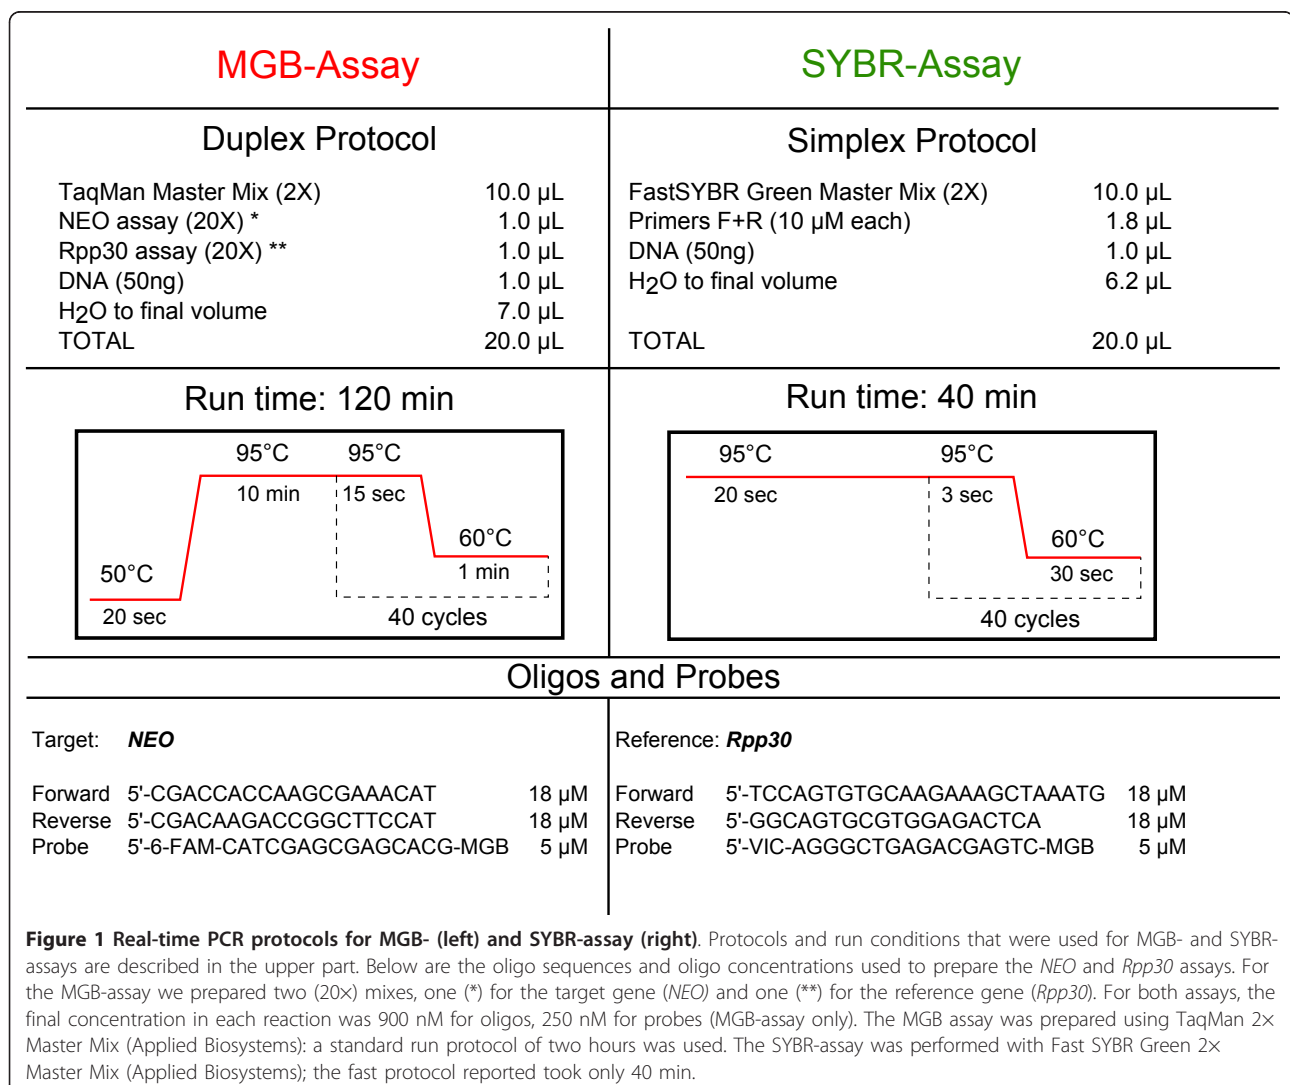 MGB-Assay
SYBR-Assay
Duplex Protocol
TaqMan Master Mix (2X) 10.0 µL
NEO assay (20X) * 1.0 µL
Rpp30 assay (20X) ** 1.0 µL
DNA (50ng) 1.0 µL
H2O to final volume 7.0 µL
TOTAL 20.0 µL
Simplex Protocol
FastSYBR Green Master Mix (2X) 10.0 µL
Primers F+R (10 µM each) 1.8 µL
DNA (50ng) 1.0 µL
H2O to final volume 6.2 µL
TOTAL 20.0 µL
Run time: 120 min
95°C 95°C
10 min 15 sec
60°C
1 min
50°C
20 sec
40 cycles
Run time: 40 min
95°C 95°C
20 sec 3 sec
60°C
30 sec
40 cycles
Oligos and Probes
Target: NEO
Forward 5'-CGACCACCAAGCGAAACAT 18 µM
Reverse 5'-CGACAAGACCGGCTTCCAT 18 µM
Probe 5'-6-FAM-CATCGAGCGAGCACG-MGB 5 µM
Reference: Rpp30
Forward 5'-TCCAGTGTGCAAGAAAGCTAAATG 18 µM
Reverse 5'-GGCAGTGCGTGGAGACTCA 18 µM
Probe 5'-VIC-AGGGCTGAGACGAGTC-MGB 5 µM
Figure 1 Real-time PCR protocols for MGB- (left) and SYBR-assay (right). Protocols and run conditions that were used for MGB- and SYBR-
assays are described in the upper part. Below are the oligo sequences and oligo concentrations used to prepare the NEO and Rpp30 assays. For
the MGB-assay we prepared two (20×) mixes, one (*) for the target gene (NEO) and one (**) for the reference gene (Rpp30). For both assays, the
final concentration in each reaction was 900 nM for oligos, 250 nM for probes (MGB-assay only). The MGB assay was prepared using TaqMan 2×
Master Mix (Applied Biosystems): a standard run protocol of two hours was used. The SYBR-assay was performed with Fast SYBR Green 2×
Master Mix (Applied Biosystems); the fast protocol reported took only 40 min.